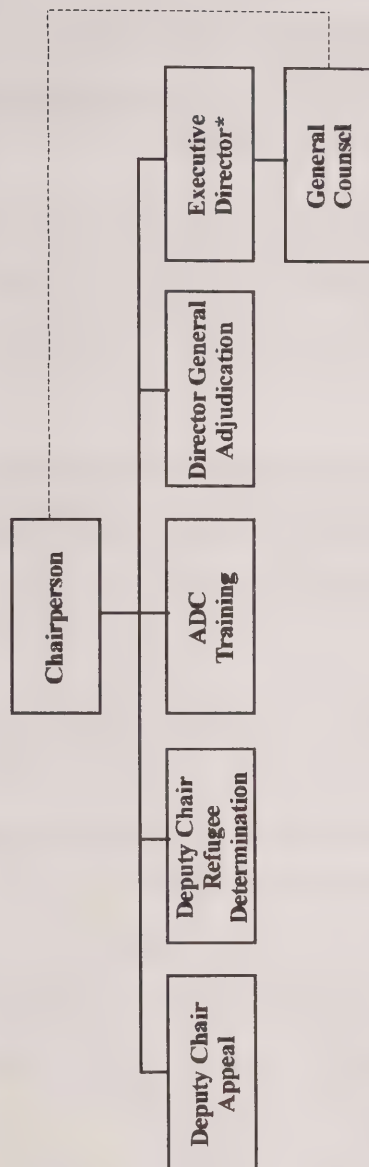 Chairperson
Deputy Chair
Appeal
Deputy Chair
Refugee
Determination
ADC
Training
Director General
Adjudication
Executive
Director*
General
Counsel